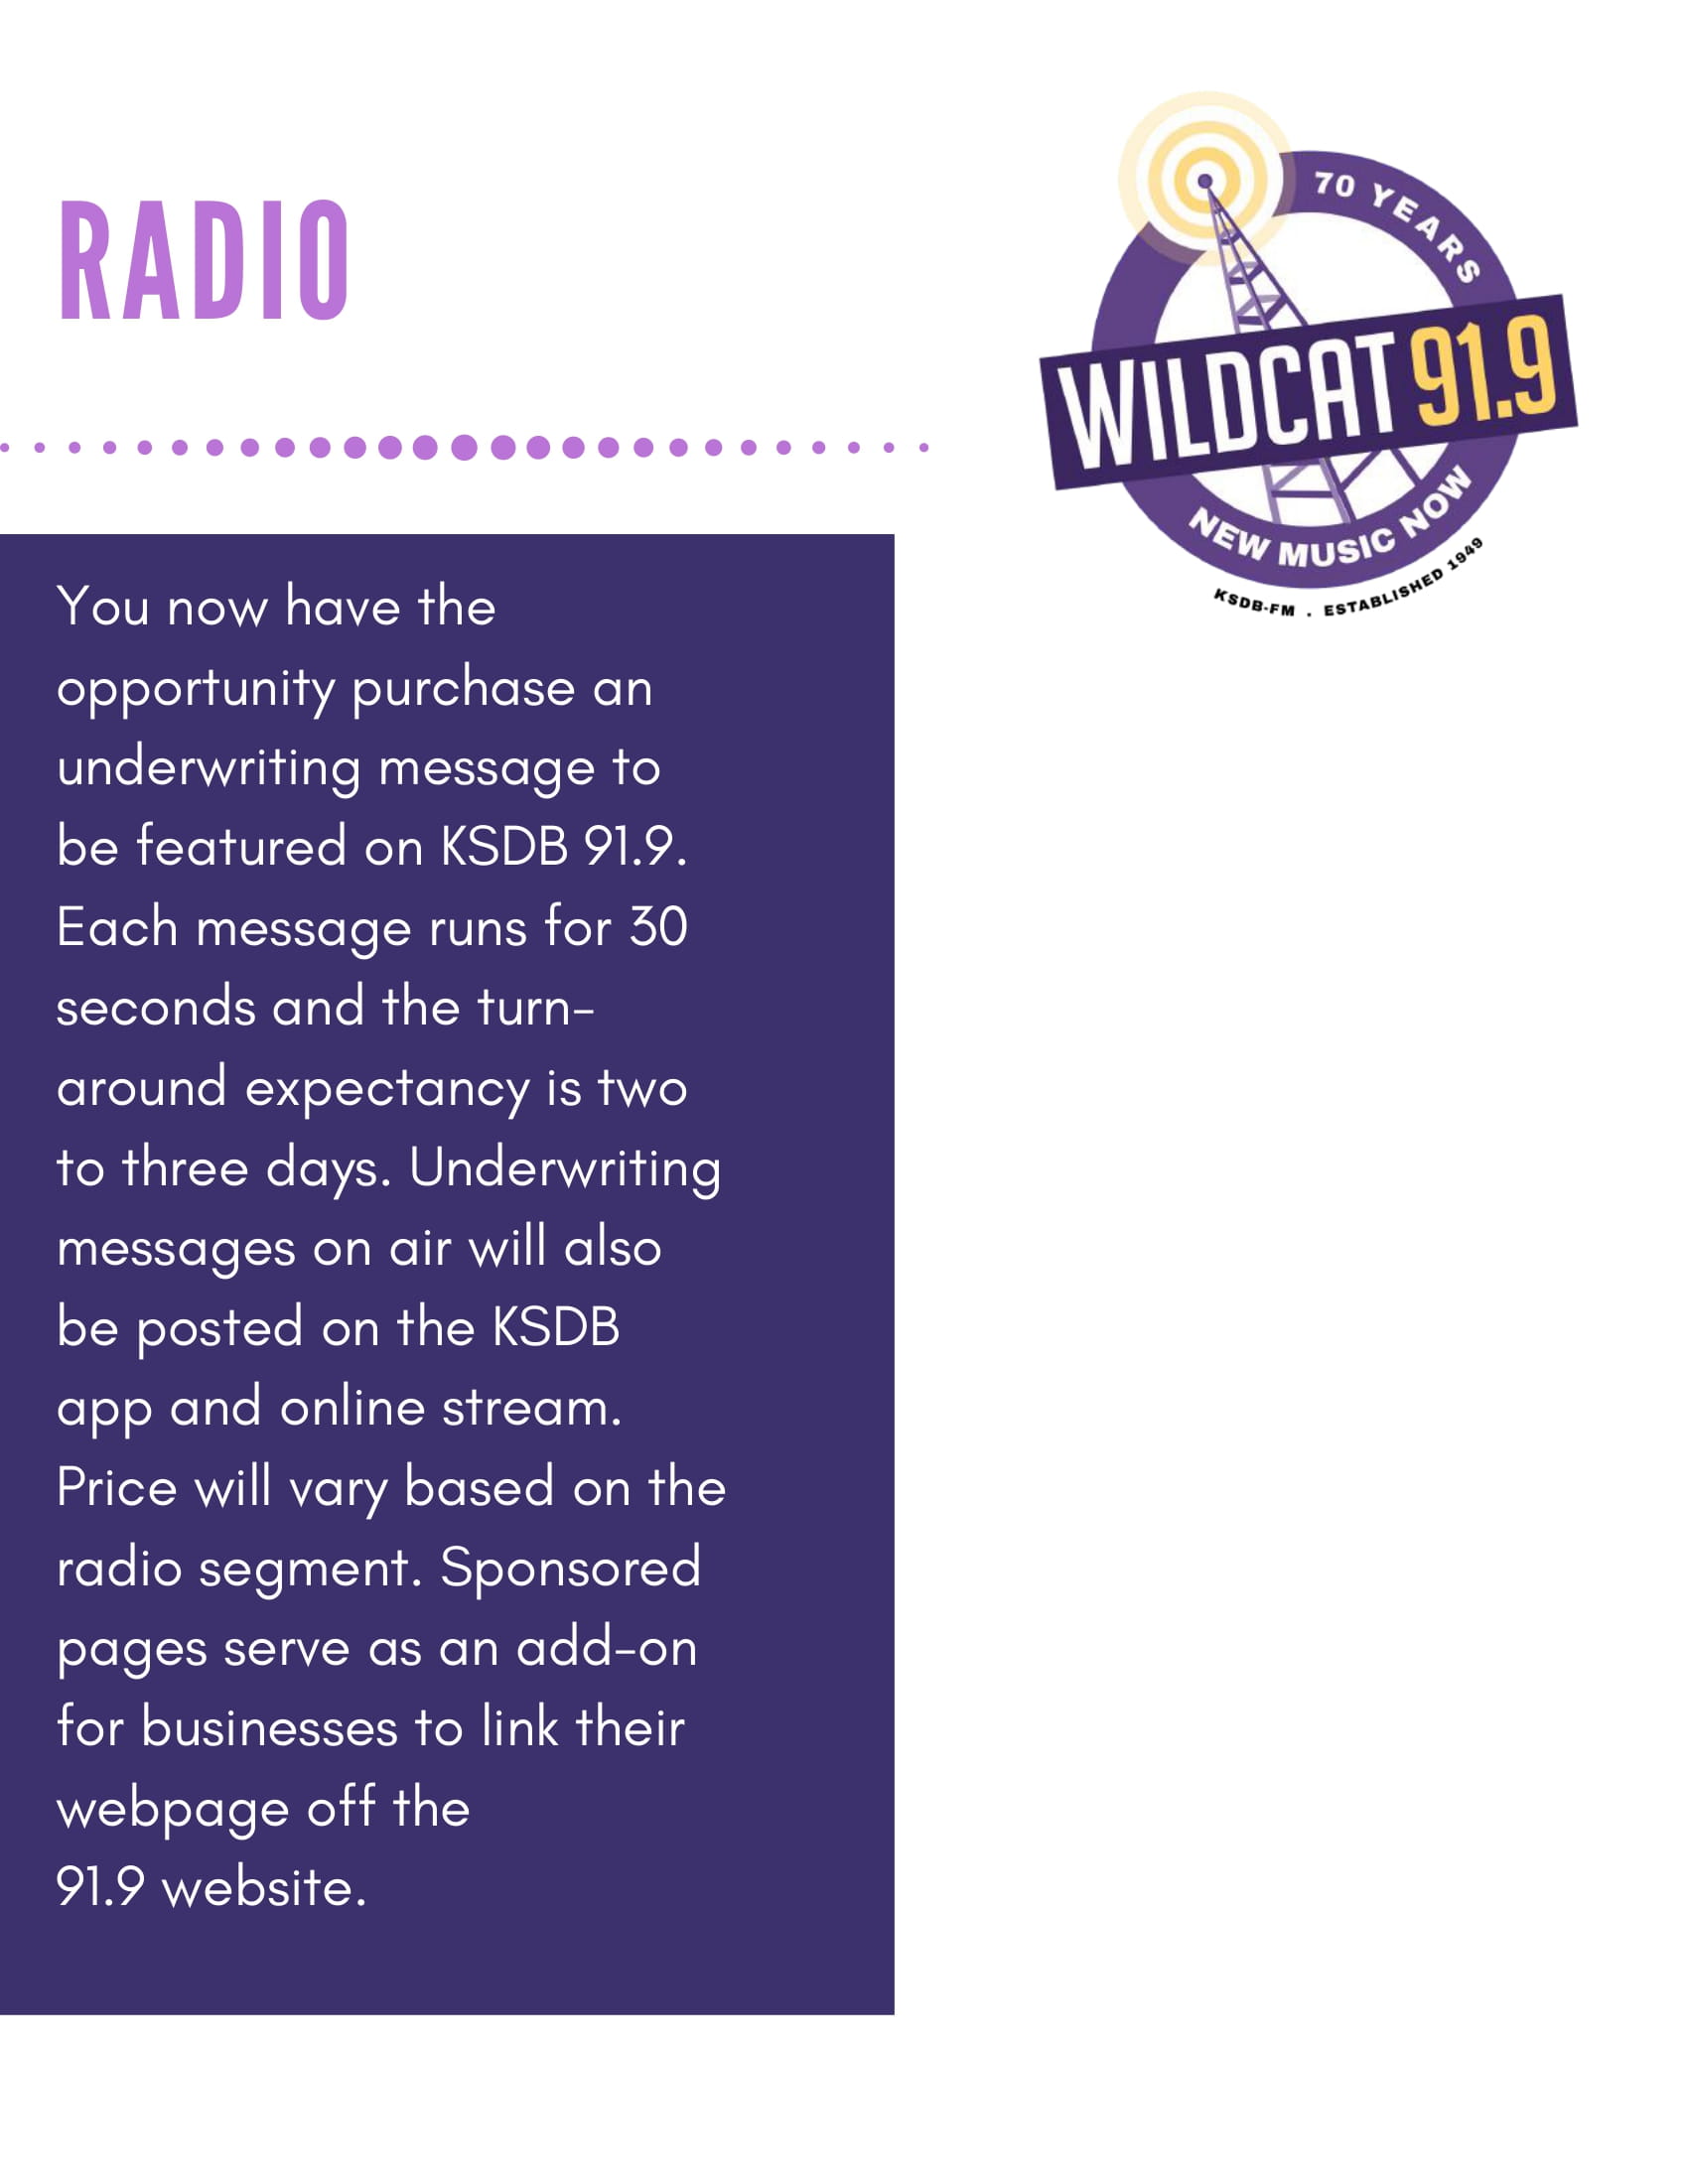 RADIO
70 YEARS
WILDCAT 91.9
NEW MUSIC NOW
KSDB-FM . ESTABLISHED 1949
You now have the
opportunity purchase an
underwriting message to
be featured on KSDB 91.9.
Each message runs for 30
seconds and the turn-
around expectancy is two
to three days. Underwriting
messages on air will also
be posted on the KSDB
app and online stream.
Price will vary based on the
radio segment. Sponsored
pages serve as an add-on
for businesses to link their
webpage off the
91.9 website.